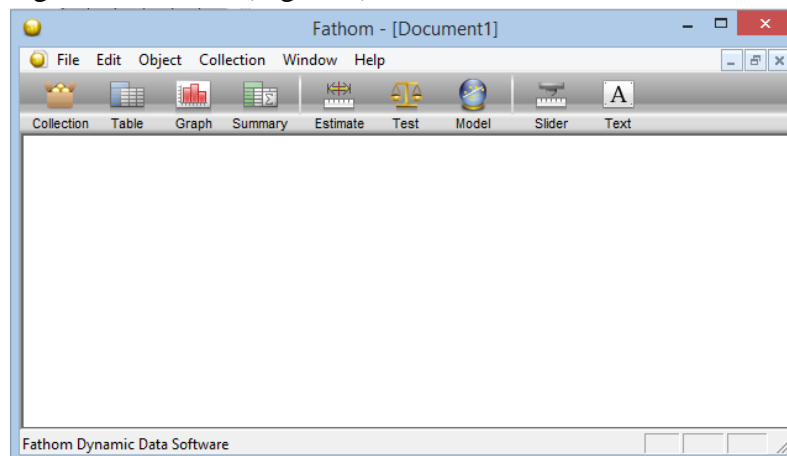 Fathom - [Document1]
File Edit Object Collection Window Help
Collection Table Graph Summary Estimate Test Model Slider Text
A
Fathom Dynamic Data Software